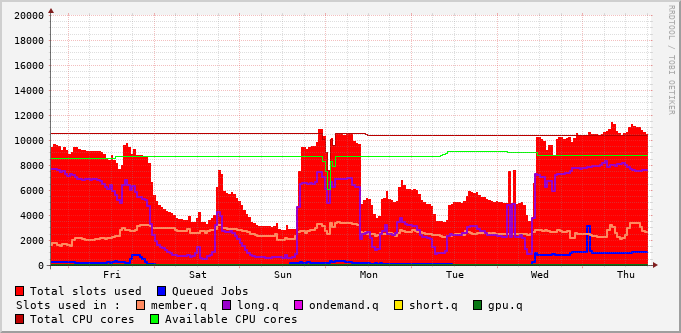 20000
18000
16000
14000
12000
10000
8000
6000
4000
2000
0
Fri Sat Sun Mon Tue Wed Thu
RRDTOOL / TOBI OETIKER
Total slots used Queued Jobs
Slots used in : member.q long.q ondemand.q short.q gpu.q
Total CPU cores Available CPU cores